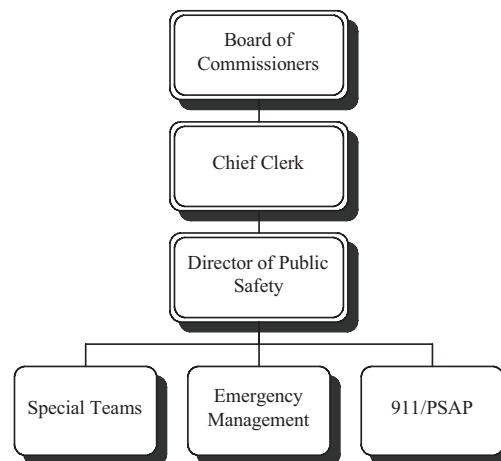 Board of
Commissioners
Chief Clerk
Director of Public
Safety
Special Teams
Emergency
Management
911/PSAP